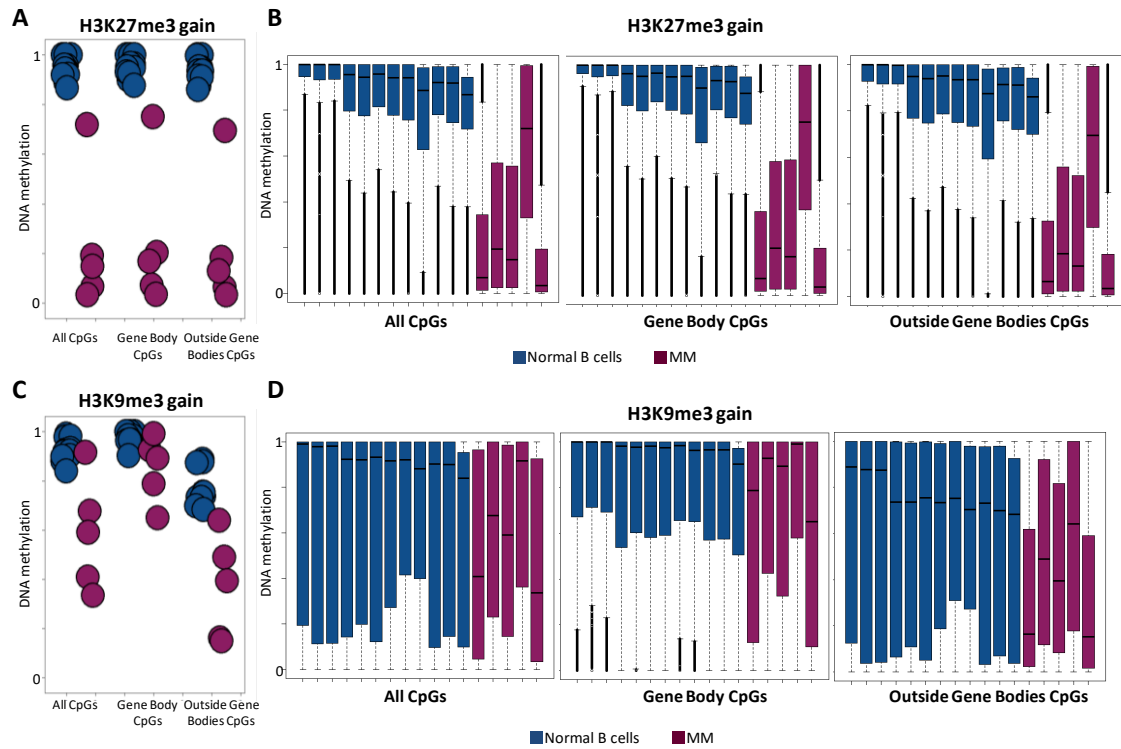 A
H3K27me3 gain
1
DNA methylation
0
All CpGs
Gene Body CpGs
Outside Gene Bodies CpGs
B
H3K27me3 gain
1
DNA methylation
0
All CpGs
Gene Body CpGs
Outside Gene Bodies CpGs
Normal B cells
MM
C
H3K9me3 gain
1
DNA methylation
0
All CpGs
Gene Body CpGs
Outside Gene Bodies CpGs
D
H3K9me3 gain
1
DNA methylation
0
All CpGs
Gene Body CpGs
Outside Gene Bodies CpGs
Normal B cells
MM